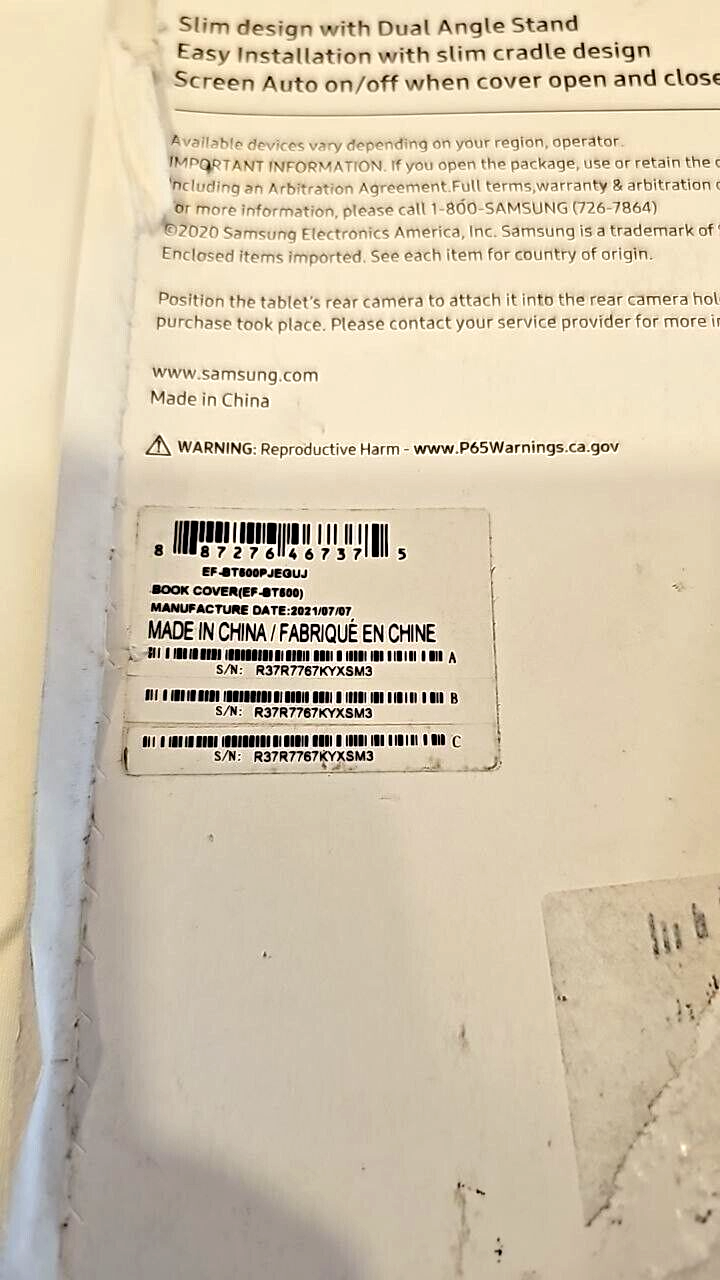 Slim design with Dual Angle Stand
Easy Installation with slim cradle design
Screen Auto on/off when cover open and close
Available devices vary depending on your region, operator.
IMPORTANT INFORMATION. If you open the package, use or retain the
ncluding an Arbitration Agreement.Full terms,warranty & arbitration
or more information, please call 1-800-SAMSUNG (726-7864)
©2020 Samsung Electronics America, Inc. Samsung is a trademark of
Enclosed items imported. See each item for country of origin.
Position the tablet's rear camera to attach it into the rear camera hol
purchase took place. Please contact your service provider for more i
www.samsung.com
Made in China
⚠ WARNING: Reproductive Harm - www.P65Warnings.ca.gov
8 87276 46737 5
EF-BT500PJEGUJ
BOOK COVER(EF-BT500)
MANUFACTURE DATE:2021/07/07
MADE IN CHINA / FABRIQUÉ EN CHINE
A
S/N: R37R7767KYXSM3
B
S/N: R37R7767KYXSM3
C
S/N: R37R7767KYXSM3